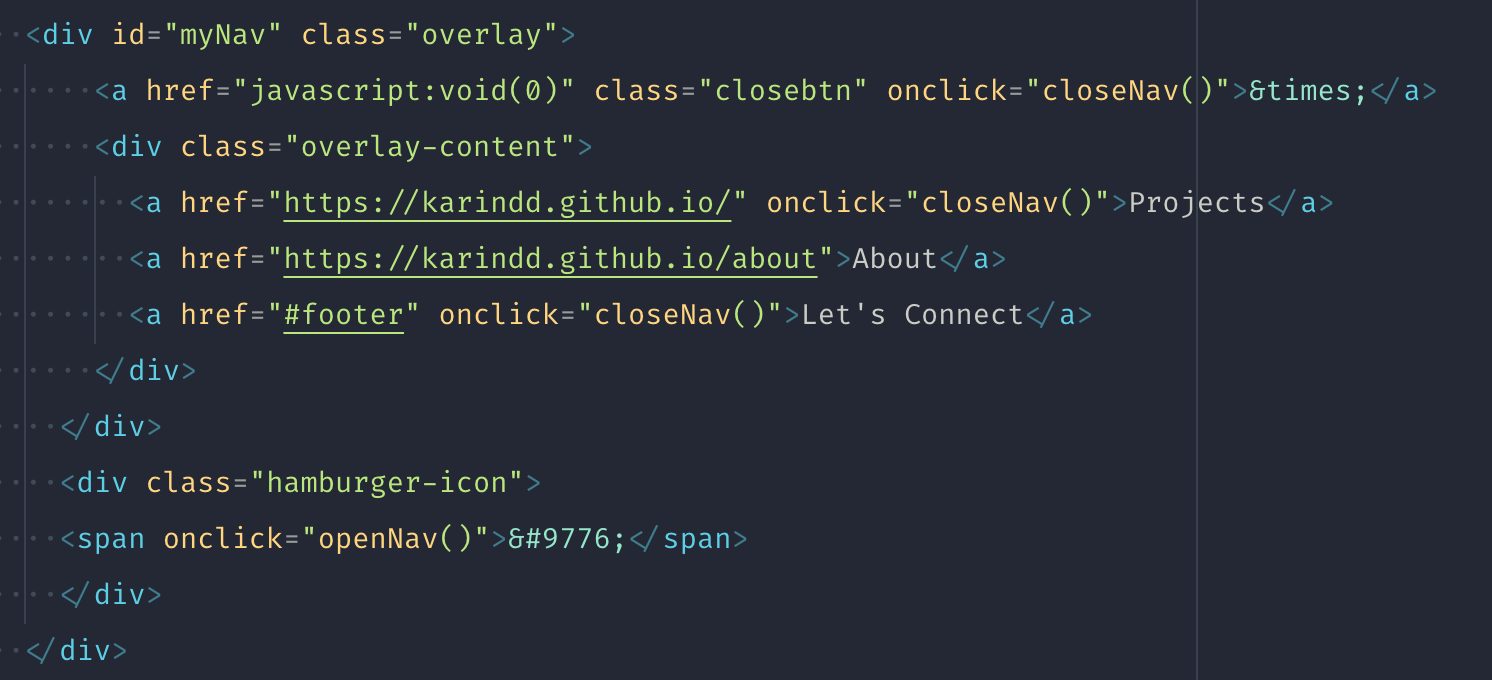 <div id="myNav" class="overlay">
<a href="javascript:void(0)" class="closebtn" onclick="closeNav()">&times;</a>
<div class="overlay-content">
<a href="https://karindd.github.io/" onclick="closeNav()">Projects</a>
<a href="https://karindd.github.io/about">About</a>
<a href="#footer" onclick="closeNav()">Let's Connect</a>
</div>
</div>
<div class="hamburger-icon">
<span onclick="openNav()">&#9776;</span>
</div>
</div>